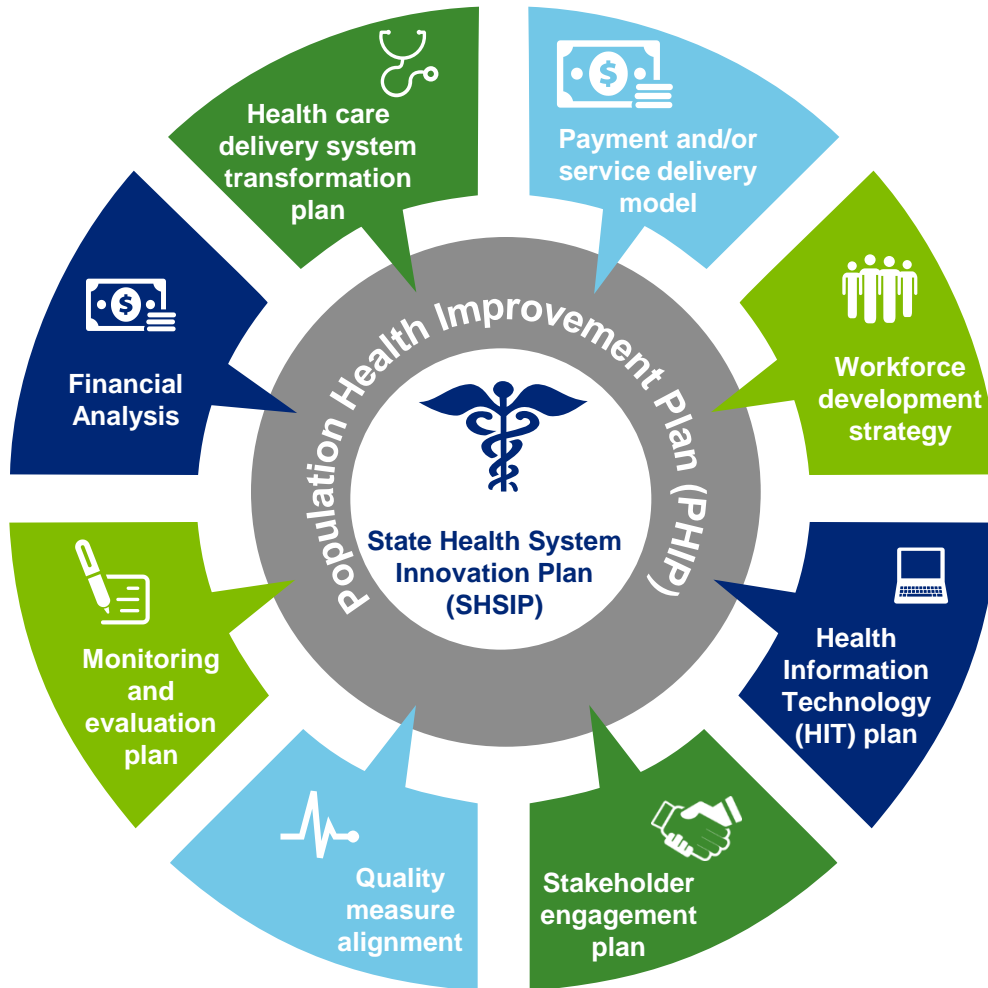 Health care
delivery system
transformation
plan
Payment and/or
service delivery
model
Workforce
development
strategy
Health
Information
Technology
(HIT) plan
Stakeholder
engagement
plan
Quality
measure
alignment
Monitoring
and
evaluation
plan
Financial
Analysis
Population Health Improvement Plan (PHIP)
State Health System
Innovation Plan
(SHSIP)